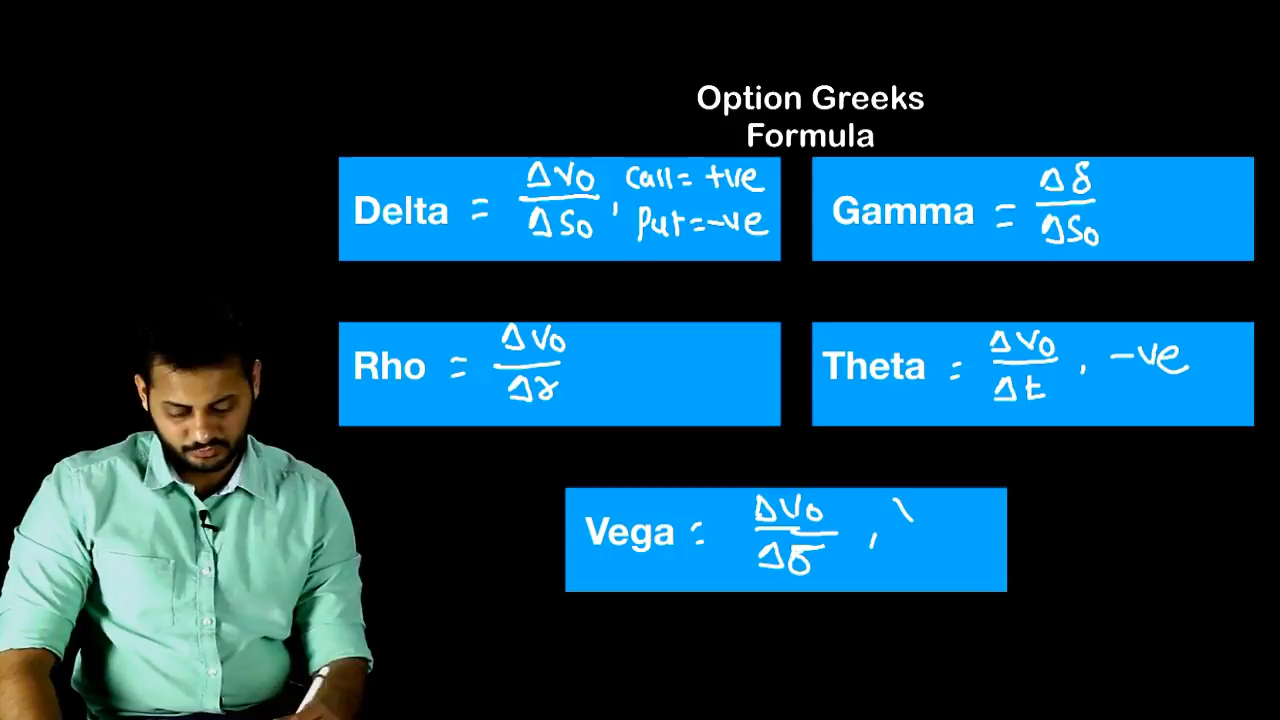 Option Greeks
Formula
Delta = ΔV0/ΔS0, Call = +ve
Put = -ve
Gamma = Δδ/ΔS0
Rho = ΔV0/Δr
Theta = ΔV0/Δt, -ve
Vega = ΔV0/Δσ,